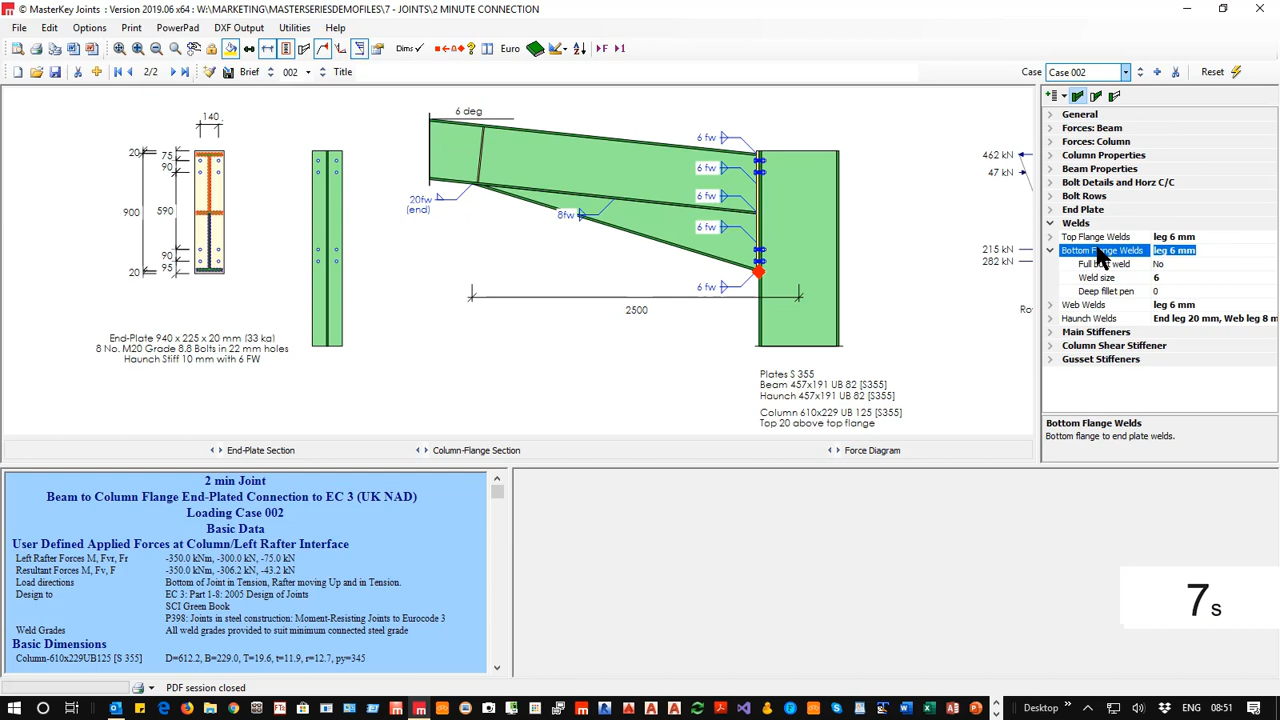 © MasterKey Joints : Version 2019.06 x64 : W:\MARKETING\MASTERSERIESDEMOFILES\7 - JOINTS\2 MINUTE CONNECTION
File Edit Options Print PowerPad DXF Output Utilities Help
Dims Euro F 1
2/2 Brief 002 Title Case Case 002 Reset
140
20
75
90
900
590
90
95
20
End-Plate 940 x 225 x 20 mm (33 kg)
8 No. M20 Grade 8.8 Bolts in 22 mm holes
Haunch Stiff 10 mm with 6 FW
6 deg
6 fw
6 fw
6 fw
20fw
(end)
8fw
6 fw
6 fw
2500
Plates S 355
Beam 457x191 UB 82 [S355]
Haunch 457x191 UB 82 [S355]
Column 610x229 UB 125 [S355]
Top 20 above top flange
462 kN
47 kN
215 kN
282 kN
Ro
End-Plate Section Column-Flange Section Force Diagram
General
Forces: Beam
Forces: Column
Column Properties
Beam Properties
Bolt Details and Horz C/C
Bolt Rows
End Plate
Welds
Top Flange Welds leg 6 mm
Bottom Flange Welds leg 6 mm
Full butt weld No
Weld size 6
Deep fillet pen 0
Web Welds leg 6 mm
Haunch Welds End leg 20 mm, Web leg 8 m
Main Stiffeners
Column Shear Stiffener
Gusset Stiffeners
Bottom Flange Welds
Bottom flange to end plate welds.
2 min Joint
Beam to Column Flange End-Plated Connection to EC 3 (UK NAD)
Loading Case 002
Basic Data
User Defined Applied Forces at Column/Left Rafter Interface
Left Rafter Forces M, Fvr, Fr -350.0 kNm, -300.0 kN, -75.0 kN
Resultant Forces M, Fv, F -350.0 kNm, -306.2 kN, -43.2 kN
Load directions Bottom of Joint in Tension, Rafter moving Up and in Tension.
Design to EC 3: Part 1-8: 2005 Design of Joints
SCI Green Book
P398: Joints in steel construction: Moment-Resisting Joints to Eurocode 3
Weld Grades All weld grades provided to suit minimum connected steel grade
Basic Dimensions
Column-610x229UB125 [S 355] D=612.2, B=229.0, T=19.6, t=11.9, r=12.7, py=345
7s
PDF session closed
Desktop ENG 08:51